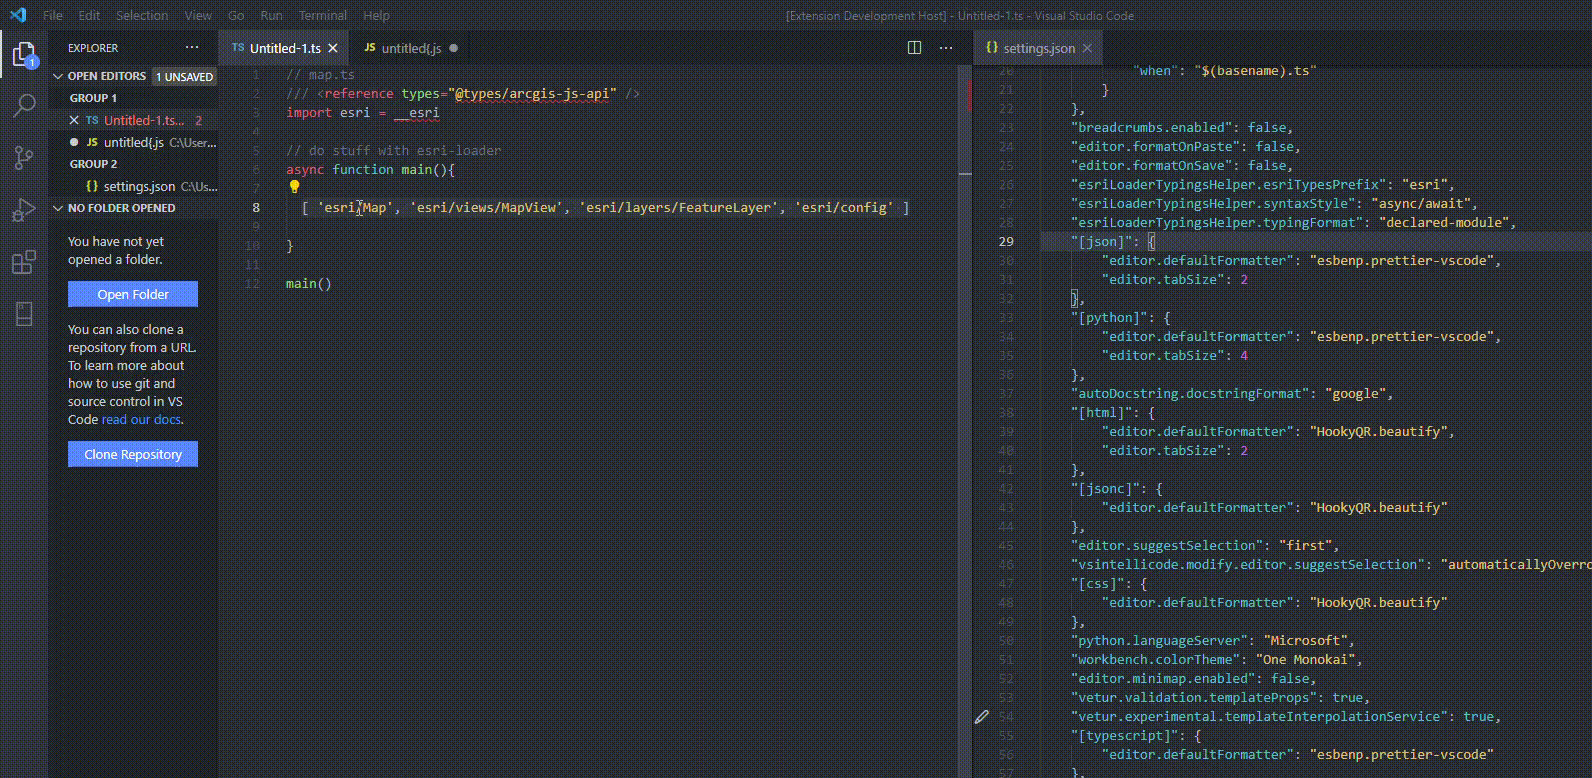 File Edit Selection View Go Run Terminal Help
[Extension Development Host] - Untitled-1.ts - Visual Studio Code
1
EXPLORER ···
OPEN EDITORS 1 UNSAVED
GROUP 1
TS Untitled-1.ts... 2
JS untitled{.js C:\User...
GROUP 2
{} settings.json C:\Us...
NO FOLDER OPENED
You have not yet
opened a folder.
Open Folder
You can also clone a
repository from a URL.
To learn more about
how to use git and
source control in VS
Code read our docs.
Clone Repository
TS Untitled-1.ts JS untitled{.js
1 // map.ts
2 /// <reference types="@types/arcgis-js-api" />
3 import esri = __esri
4
5 // do stuff with esri-loader
6 async function main(){
7
8 [ 'esri/Map', 'esri/views/MapView', 'esri/layers/FeatureLayer', 'esri/config' ]
9
10 }
11
12 main()
{} settings.json
20 "when": "$(basename).ts"
21 }
22 },
23 "breadcrumbs.enabled": false,
24 "editor.formatOnPaste": false,
25 "editor.formatOnSave": false,
26 "esriLoaderTypingsHelper.esriTypesPrefix": "esri",
27 "esriLoaderTypingsHelper.syntaxStyle": "async/await",
28 "esriLoaderTypingsHelper.typingFormat": "declared-module",
29 "[json]": {
30 "editor.defaultFormatter": "esbenp.prettier-vscode",
31 "editor.tabSize": 2
32 },
33 "[python]": {
34 "editor.defaultFormatter": "esbenp.prettier-vscode",
35 "editor.tabSize": 4
36 },
37 "autoDocstring.docstringFormat": "google",
38 "[html]": {
39 "editor.defaultFormatter": "HookyQR.beautify",
40 "editor.tabSize": 2
41 },
42 "[jsonc]": {
43 "editor.defaultFormatter": "HookyQR.beautify"
44 },
45 "editor.suggestSelection": "first",
46 "vsintellicode.modify.editor.suggestSelection": "automaticallyOverro
47 "[css]": {
48 "editor.defaultFormatter": "HookyQR.beautify"
49 },
50 "python.languageServer": "Microsoft",
51 "workbench.colorTheme": "One Monokai",
52 "editor.minimap.enabled": false,
53 "vetur.validation.templateProps": true,
54 "vetur.experimental.templateInterpolationService": true,
55 "[typescript]": {
56 "editor.defaultFormatter": "esbenp.prettier-vscode"
57 },